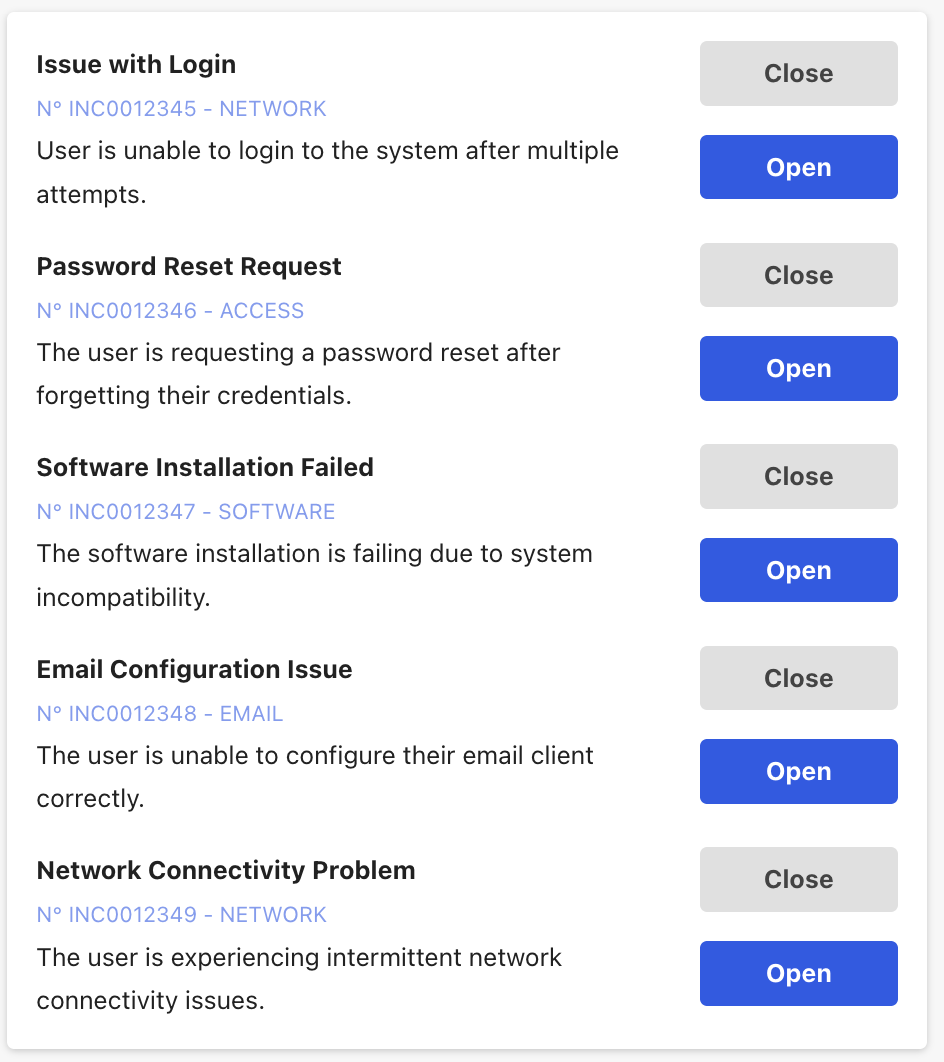 Issue with Login
Close
N° INC0012345 - NETWORK
User is unable to login to the system after multiple
Open
attempts.
Password Reset Request
Close
N° INC0012346 - ACCESS
The user is requesting a password reset after
Open
forgetting their credentials.
Software Installation Failed
Close
N° INC0012347 - SOFTWARE
The software installation is failing due to system
Open
incompatibility.
Email Configuration Issue
Close
N° INC0012348 - EMAIL
The user is unable to configure their email client
Open
correctly.
Network Connectivity Problem
Close
N° INC0012349 - NETWORK
The user is experiencing intermittent network
Open
connectivity issues.